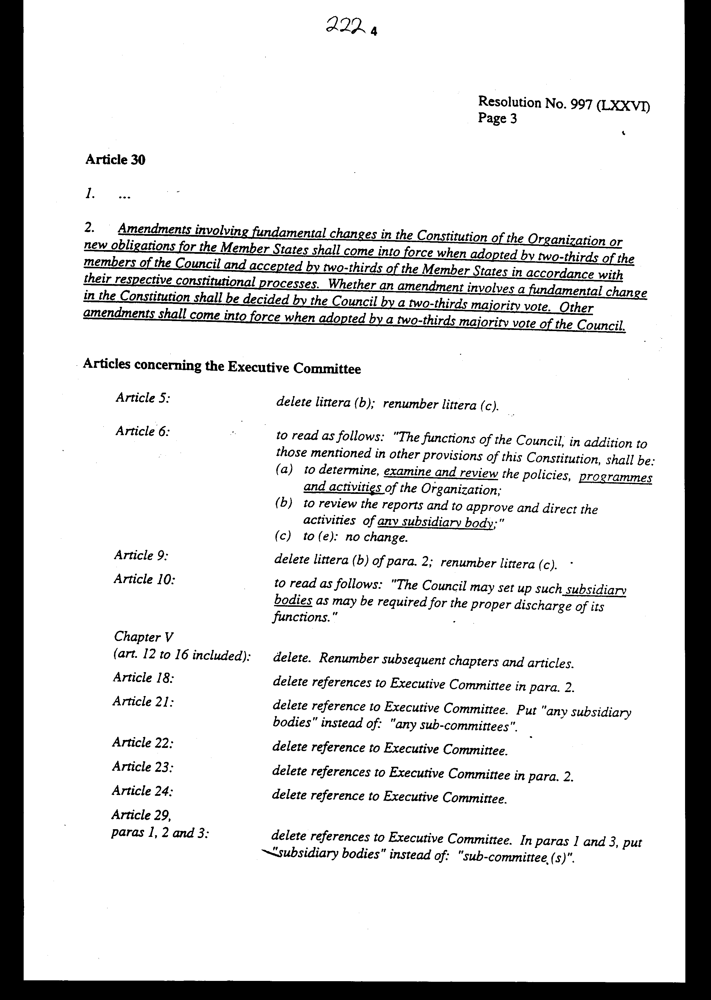 222 4
Resolution No. 997 (LXXVI)
Page 3
Article 30
1. ...
2. Amendments involving fundamental changes in the Constitution of the Organization or
new obligations for the Member States shall come into force when adopted by two-thirds of the
members of the Council and accepted by two-thirds of the Member States in accordance with
their respective constitutional processes. Whether an amendment involves a fundamental change
in the Constitution shall be decided by the Council by a two-thirds majority vote. Other
amendments shall come into force when adopted by a two-thirds majority vote of the Council.
Articles concerning the Executive Committee
Article 5: delete littera (b); renumber littera (c).
Article 6: to read as follows: "The functions of the Council, in addition to
those mentioned in other provisions of this Constitution, shall be:
(a) to determine, examine and review the policies, programmes
and activities of the Organization;
(b) to review the reports and to approve and direct the
activities of any subsidiary body;"
(c) to (e): no change.
Article 9: delete littera (b) of para. 2; renumber littera (c).
Article 10: to read as follows: "The Council may set up such subsidiary
bodies as may be required for the proper discharge of its
functions."
Chapter V
(art. 12 to 16 included): delete. Renumber subsequent chapters and articles.
Article 18: delete references to Executive Committee in para. 2.
Article 21: delete reference to Executive Committee. Put "any subsidiary
bodies" instead of: "any sub-committees".
Article 22: delete reference to Executive Committee.
Article 23: delete references to Executive Committee in para. 2.
Article 24: delete reference to Executive Committee.
Article 29,
paras 1, 2 and 3: delete references to Executive Committee. In paras 1 and 3, put
"subsidiary bodies" instead of: "sub-committee (s)".